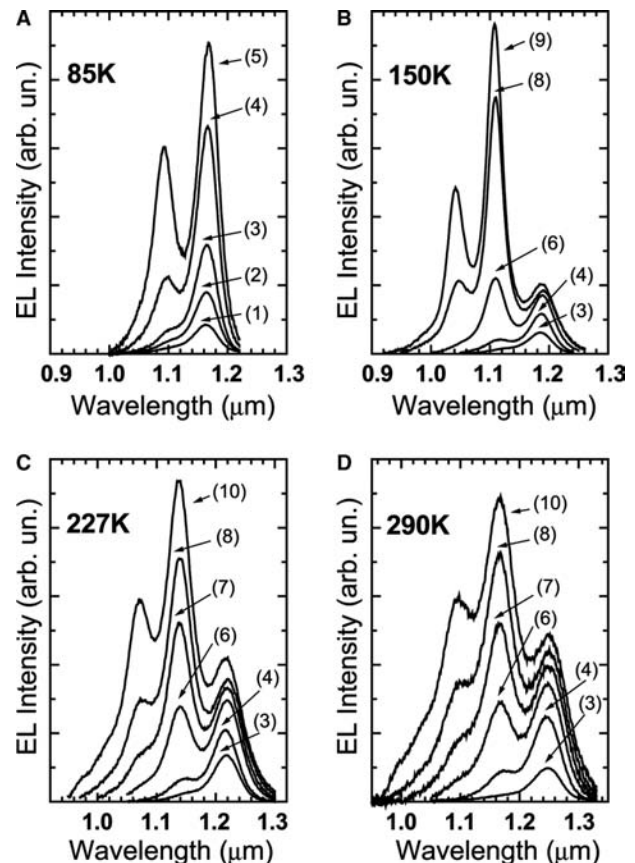 A
85K
(5)
(4)
(3)
(2)
(1)
EL Intensity (arb. un.)
0.9 1.0 1.1 1.2 1.3
Wavelength (μm)
B
150K
(9)
(8)
(6)
(4)
(3)
EL Intensity (arb. un.)
0.9 1.0 1.1 1.2 1.3
Wavelength (μm)
C
227K
(10)
(8)
(7)
(6)
(4)
(3)
EL Intensity (arb. un.)
1.0 1.1 1.2
Wavelength (μm)
D
290K
(10)
(8)
(7)
(6)
(4)
(3)
EL Intensity (arb. un.)
1.0 1.1 1.2 1.3
Wavelength (μm)